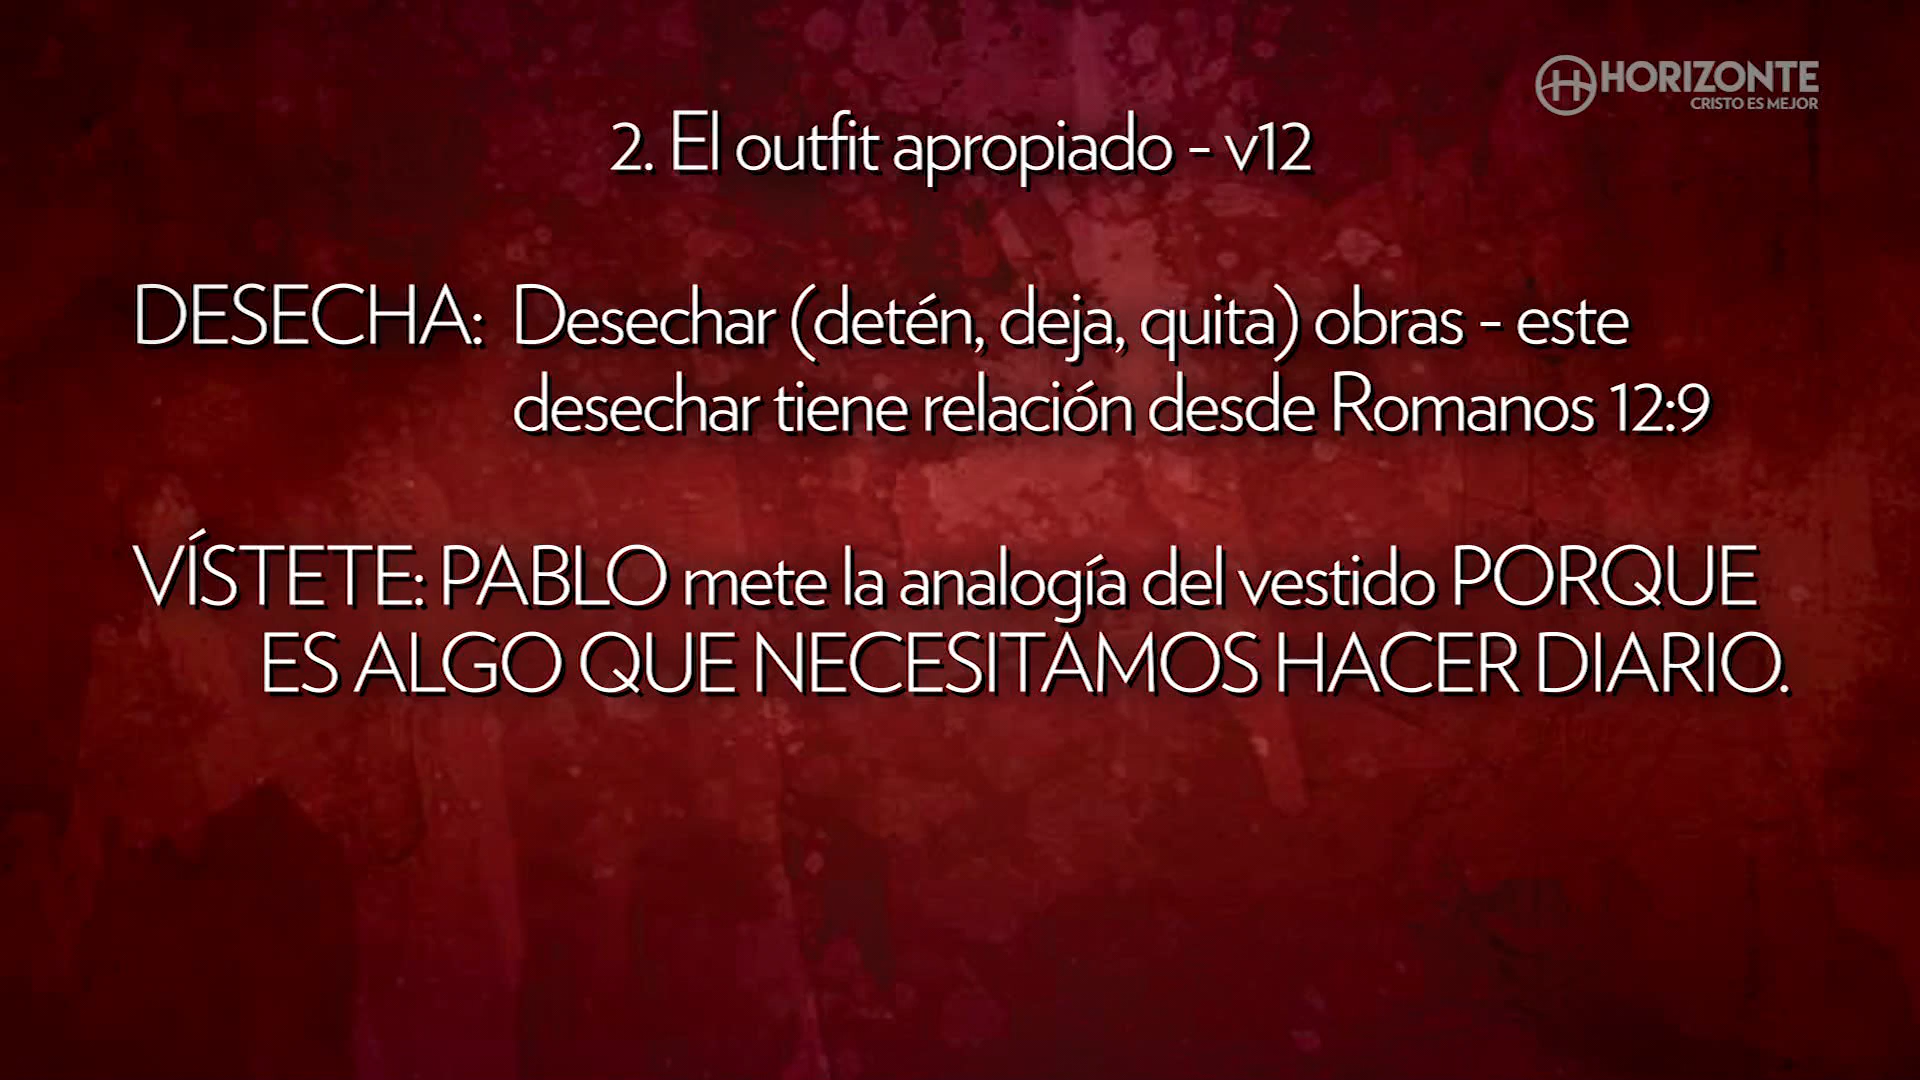 HORIZONTE
CRISTO ES MEJOR
2. El outfit apropiado - v12
DESECHA: Desechar (detén, deja, quita) obras - este
desechar tiene relación desde Romanos 12:9
VÍSTETE: PABLO mete la analogía del vestido PORQUE
ES ALGO QUE NECESITAMOS HACER DIARIO.